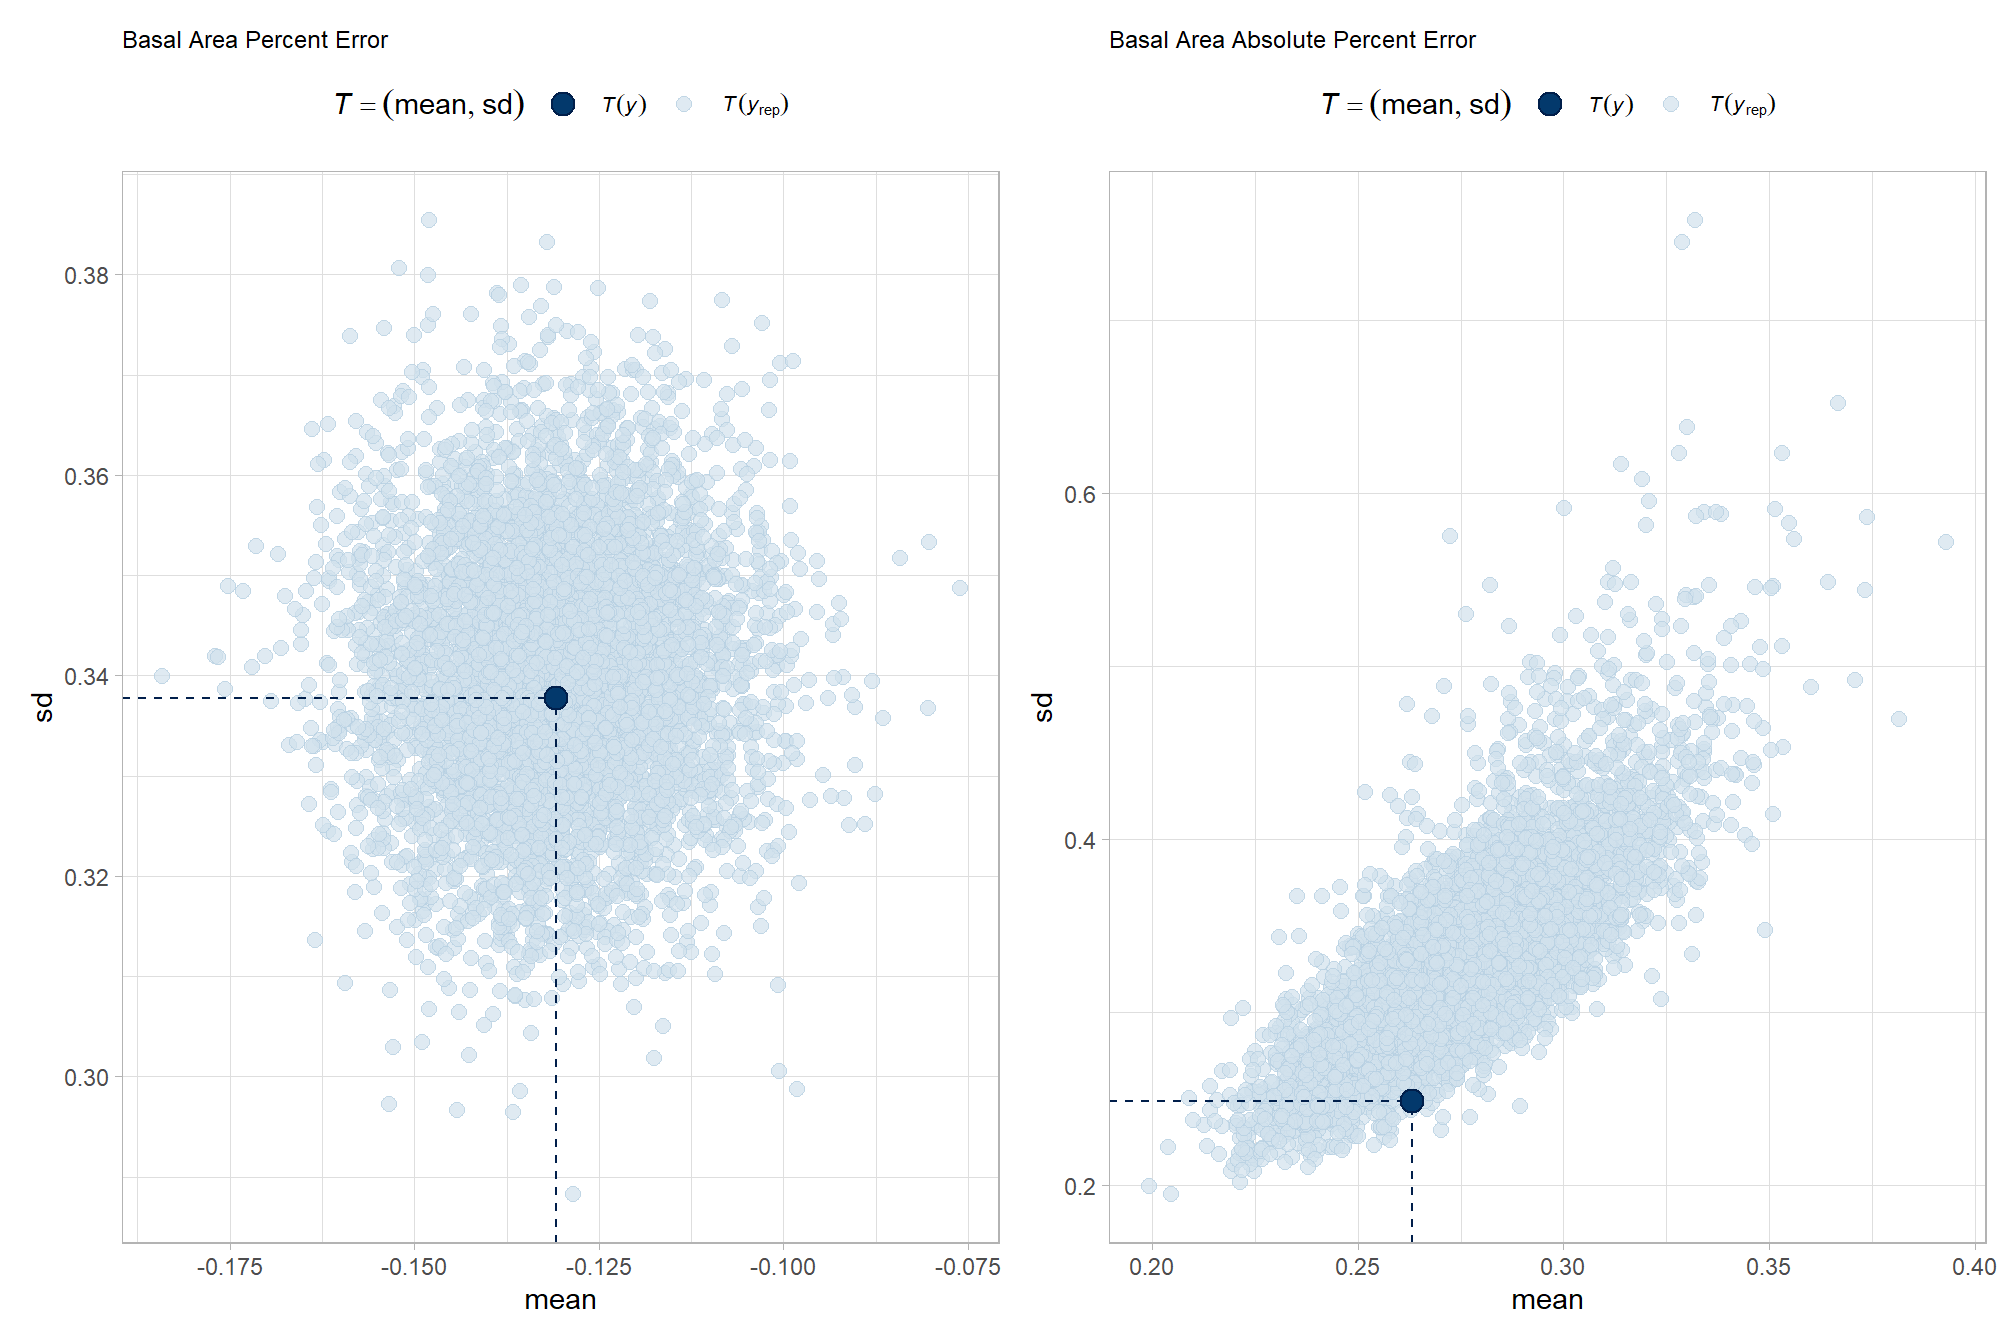 Basal Area Percent Error
T = (mean, sd) T(y) T(yrep)
sd
0.38
0.36
0.34
0.32
0.30
-0.175 -0.150 -0.125 -0.100 -0.075
mean
Basal Area Absolute Percent Error
T = (mean, sd) T(y) T(yrep)
sd
0.6
0.4
0.2
0.20 0.25 0.30 0.35 0.40
mean